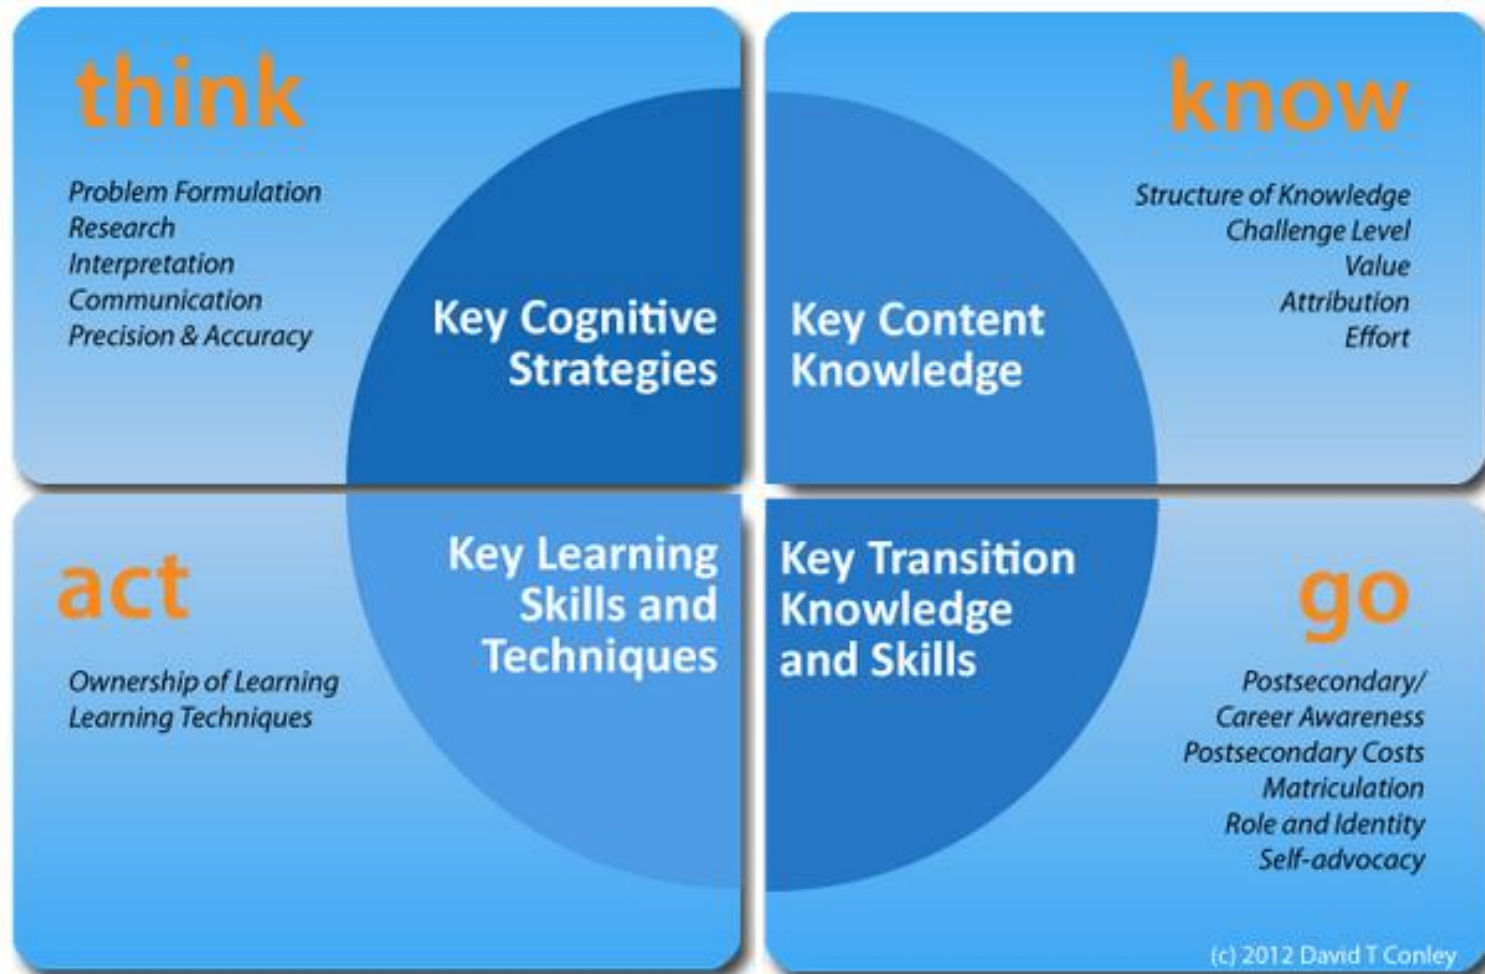 think
Problem Formulation
Research
Interpretation
Communication
Precision & Accuracy
Key Cognitive
Strategies
know
Structure of Knowledge
Challenge Level
Value
Attribution
Effort
Key Content
Knowledge
act
Ownership of Learning
Learning Techniques
Key Learning
Skills and
Techniques
Key Transition
Knowledge
and Skills
go
Postsecondary/
Career Awareness
Postsecondary Costs
Matriculation
Role and Identity
Self-advocacy
(c) 2012 David T Conley